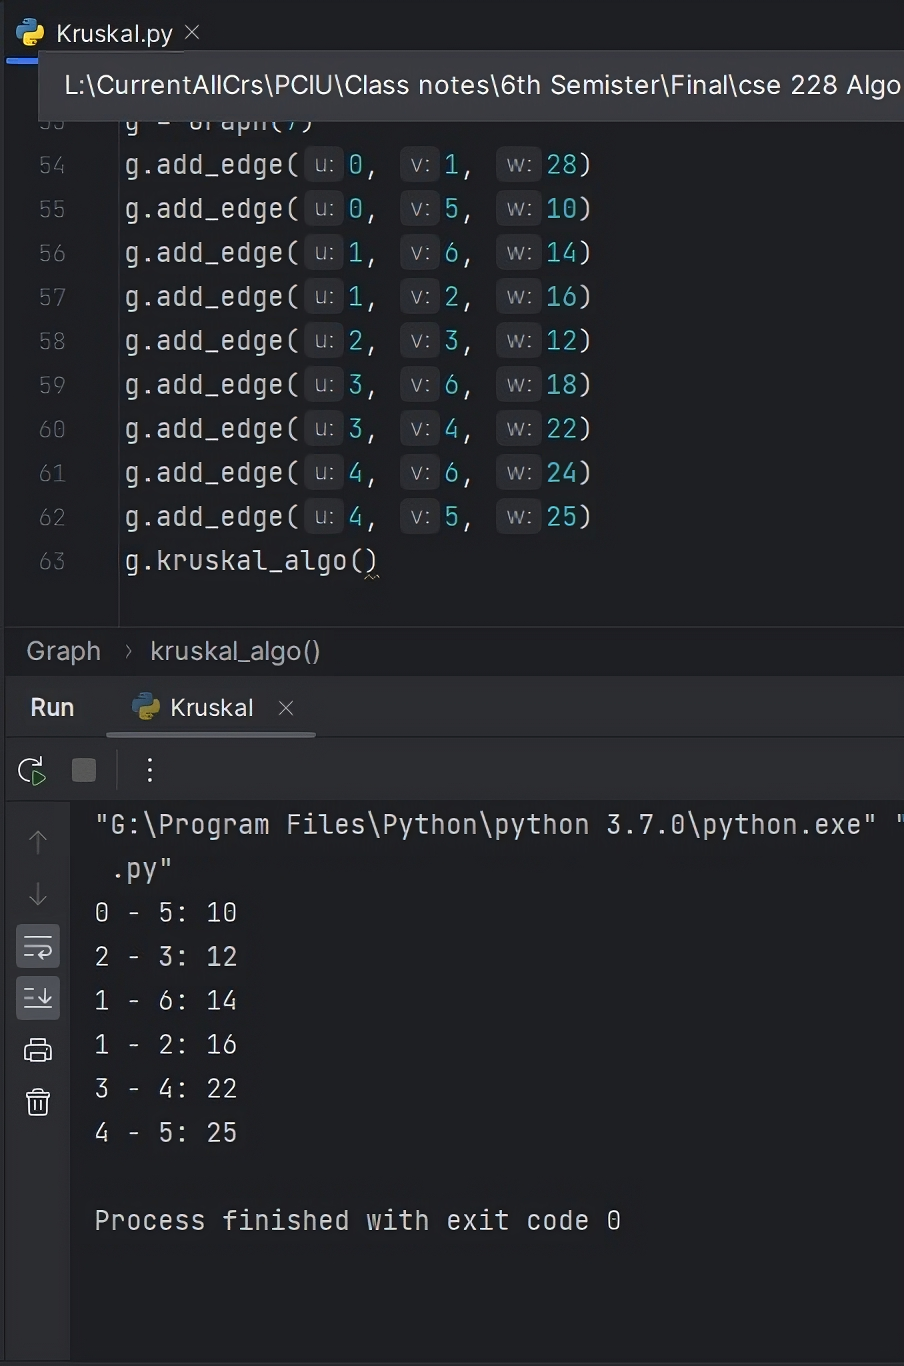 Kruskal.py
L:\CurrentAllCrs\PCIU\Class notes\6th Semister\Final\cse 228 Algo
53 g = Graph(7)
54 g.add_edge( u: 0, v: 1, w: 28)
55 g.add_edge( u: 0, v: 5, w: 10)
56 g.add_edge( u: 1, v: 6, w: 14)
57 g.add_edge( u: 1, v: 2, w: 16)
58 g.add_edge( u: 2, v: 3, w: 12)
59 g.add_edge( u: 3, v: 6, w: 18)
60 g.add_edge( u: 3, v: 4, w: 22)
61 g.add_edge( u: 4, v: 6, w: 24)
62 g.add_edge( u: 4, v: 5, w: 25)
63 g.kruskal_algo()
Graph › kruskal_algo()
Run Kruskal
"G:\Program Files\Python\python 3.7.0\python.exe" "
.py"
0 - 5: 10
2 - 3: 12
1 - 6: 14
1 - 2: 16
3 - 4: 22
4 - 5: 25
Process finished with exit code 0